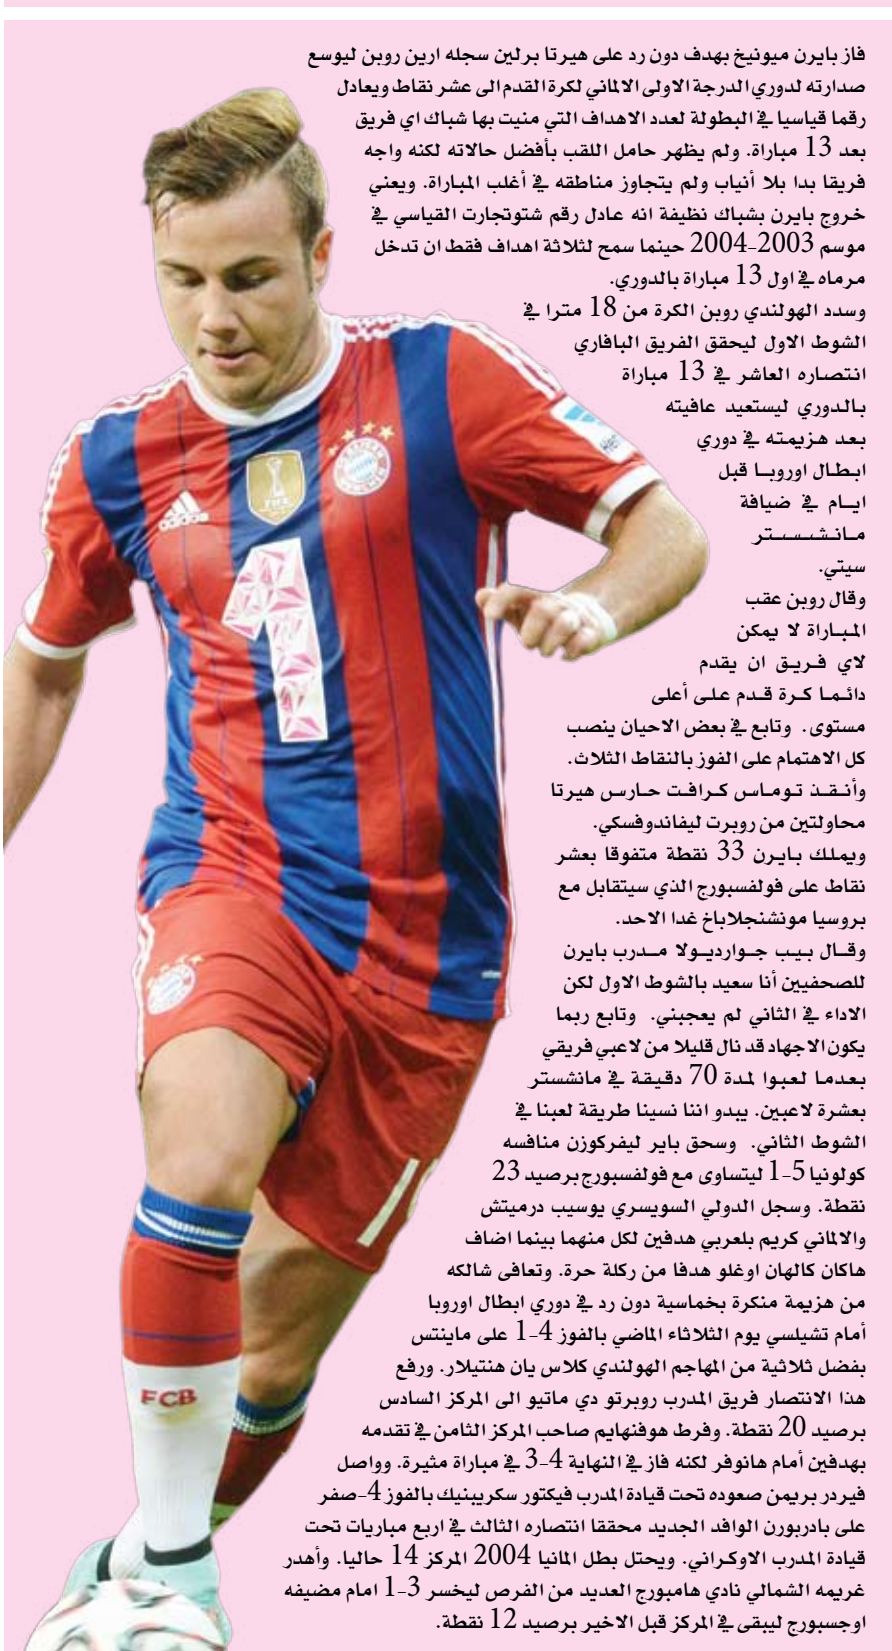 فاز بايرن ميونيخ بهدف دون رد على هيرتا برلين سجله ارين روبن ليوسع
صدارته لدوري الدرجة الاولى الالماني لكرة القدم الى عشر نقاط ويعادل
رقما قياسيا في البطولة لعدد الاهداف التي منيت بها شباك اي فريق
بعد 13 مباراة. ولم يظهر حامل اللقب بأفضل حالاته لكنه واجه
فريقا بدا بلا أنياب ولم يتجاوز مناطقه في أغلب المباراة. ويعني
خروج بايرن بشباك نظيفة انه عادل رقم شتوتجارت القياسي في
موسم 2003-2004 حينما سمح لثلاثة اهداف فقط ان تدخل
مرماه في اول 13 مباراة بالدوري.
وسدد الهولندي روبن الكرة من 18 مترا في
الشوط الاول ليحقق الفريق البافاري
انتصاره العاشر في 13 مباراة
بالدوري ليستعيد عافيته
بعد هزيمته في دوري
ابطال اوروبا قبل
ايام في ضيافة
مانشستر
سيتي.
وقال روبن عقب
المباراة لا يمكن
لاي فريق ان يقدم
دائما كرة قدم على أعلى
مستوى. وتابع في بعض الاحيان ينصب
كل الاهتمام على الفوز بالنقاط الثلاث.
وأنقذ توماس كرافت حارس هيرتا
محاولتين من روبرت ليفاندوفسكي.
ويملك بايرن 33 نقطة متفوقا بعشر
نقاط على فولفسبورج الذي سيتقابل مع
بروسيا مونشنجلاباخ غدا الاحد.
وقال بيب جوارديولا مدرب بايرن
للصحفيين أنا سعيد بالشوط الاول لكن
الاداء في الثاني لم يعجبني. وتابع ربما
يكون الاجهاد قد نال قليلا من لاعبي فريقي
بعدما لعبوا لمدة 70 دقيقة في مانشستر
بعشرة لاعبين. يبدو اننا نسينا طريقة لعبنا في
الشوط الثاني. وسحق باير ليفركوزن منافسه
كولونيا 5-1 ليتساوى مع فولفسبورج برصيد 23
نقطة. وسجل الدولي السويسري يوسيب درميتش
والالماني كريم بلعربي هدفين لكل منهما بينما اضاف
هاكان كالهان اوغلو هدفا من ركلة حرة. وتعافى شالكه
من هزيمة منكرة بخماسية دون رد في دوري ابطال اوروبا
أمام تشيلسي يوم الثلاثاء الماضي بالفوز 4-1 على ماينتس
بفضل ثلاثية من المهاجم الهولندي كلاس يان هنتيلار. ورفع
هذا الانتصار فريق المدرب روبرتو دي ماتيو الى المركز السادس
برصيد 20 نقطة. وفرط هوفنهايم صاحب المركز الثامن في تقدمه
بهدفين أمام هانوفر لكنه فاز في النهاية 4-3 في مباراة مثيرة. وواصل
فيردر بريمن صعوده تحت قيادة المدرب فيكتور سكريبنيك بالفوز 4-صفر
على بادربورن الوافد الجديد محققا انتصاره الثالث في اربع مباريات تحت
قيادة المدرب الاوكراني. ويحتل بطل المانيا 2004 المركز 14 حاليا. وأهدر
غريمه الشمالي نادي هامبورج العديد من الفرص ليخسر 3-1 امام مضيفه
اوجسبورج ليبقى في المركز قبل الاخير برصيد 12 نقطة.
adidas
FIFA
1
FCB